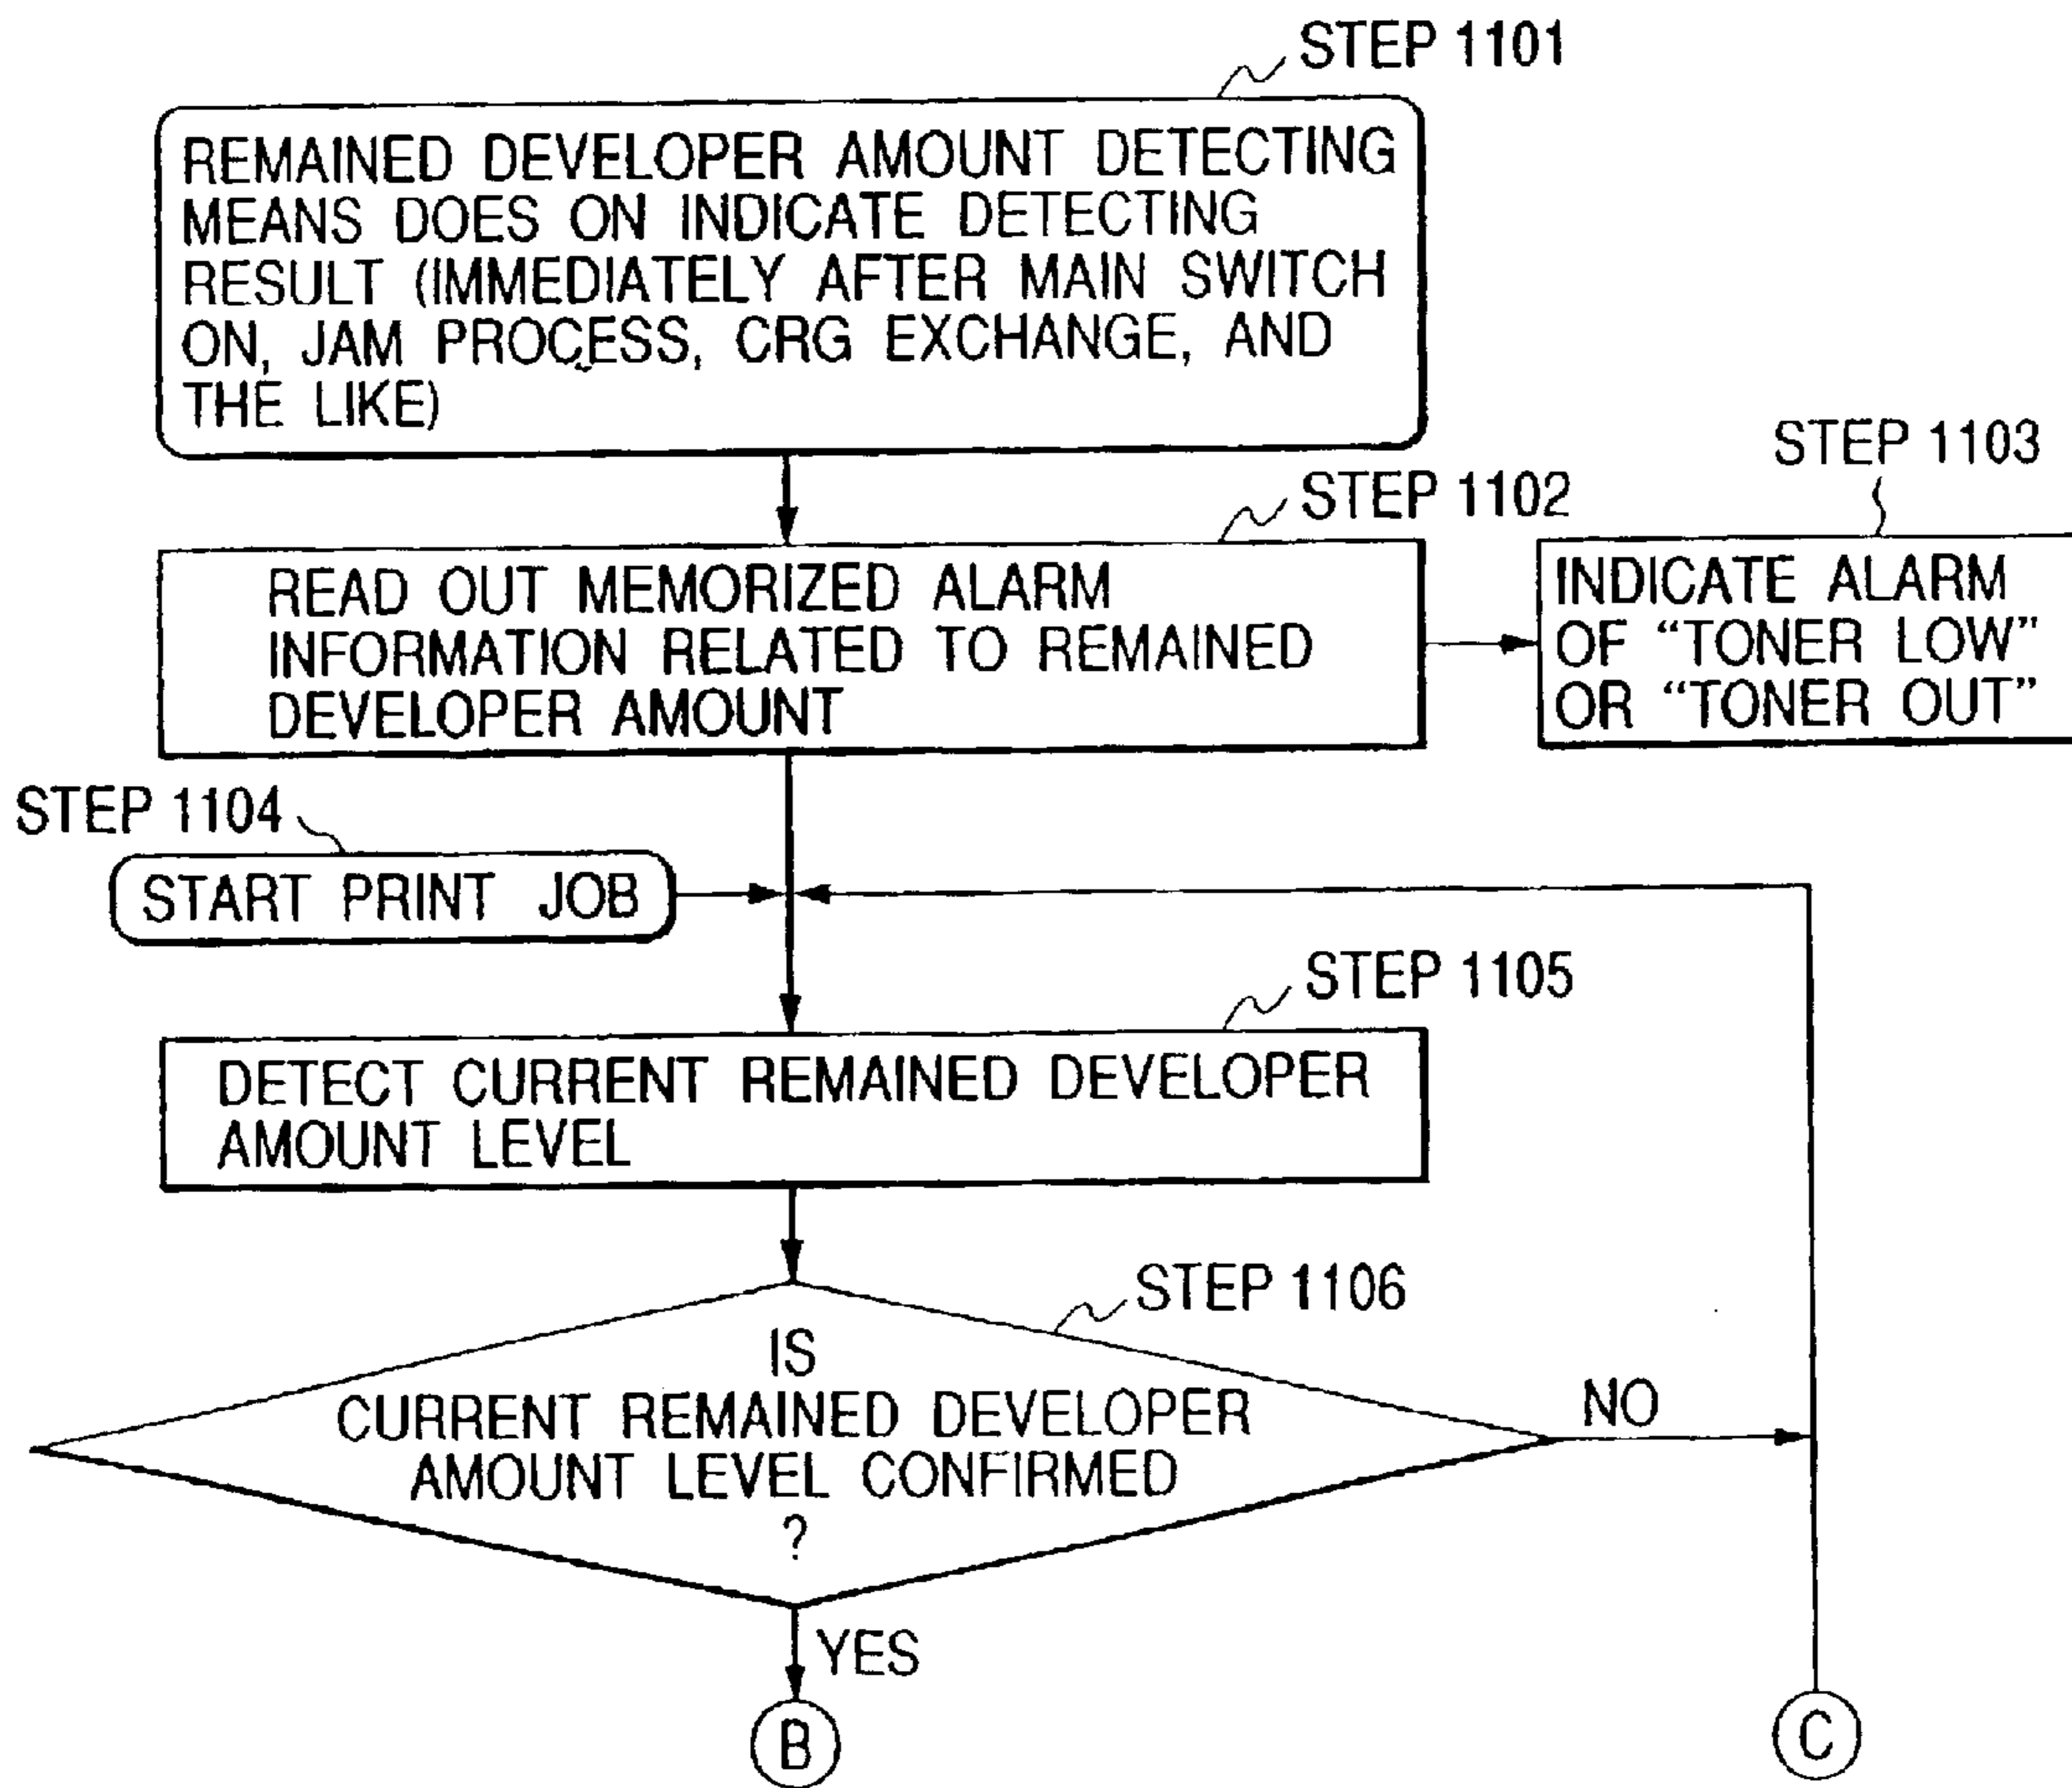 STEP 1101
REMAINED DEVELOPER AMOUNT DETECTING
MEANS DOES ON INDICATE DETECTING
RESULT (IMMEDIATELY AFTER MAIN SWITCH
ON, JAM PROCESS, CRG EXCHANGE, AND
THE LIKE)
STEP 1102
READ OUT MEMORIZED ALARM
INFORMATION RELATED TO REMAINED
DEVELOPER AMOUNT
STEP 1103
INDICATE ALARM
OF “TONER LOW”
OR “TONER OUT”
STEP 1104
START PRINT JOB
STEP 1105
DETECT CURRENT REMAINED DEVELOPER
AMOUNT LEVEL
STEP 1106
IS
CURRENT REMAINED DEVELOPER
AMOUNT LEVEL CONFIRMED
?
NO
YES
B
C